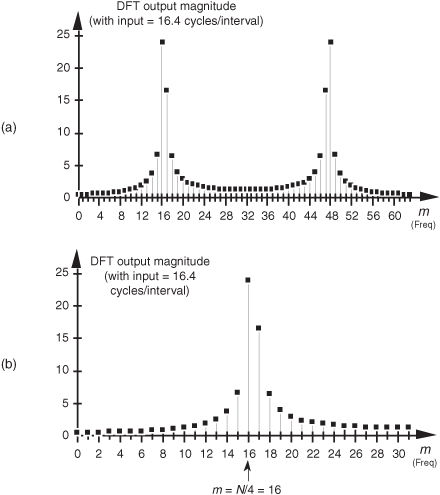 DFT output magnitude
(with input = 16.4 cycles/interval)
25
20
15
10
5
0
(a)
0 4 8 12 16 20 24 28 32 36 40 44 48 52 56 60
m
(Freq)
DFT output magnitude
(with input = 16.4
cycles/interval)
25
20
15
10
5
0
(b)
0 2 4 6 8 10 12 14 16 18 20 22 24 26 28 30
m
(Freq)
m = N/4 = 16